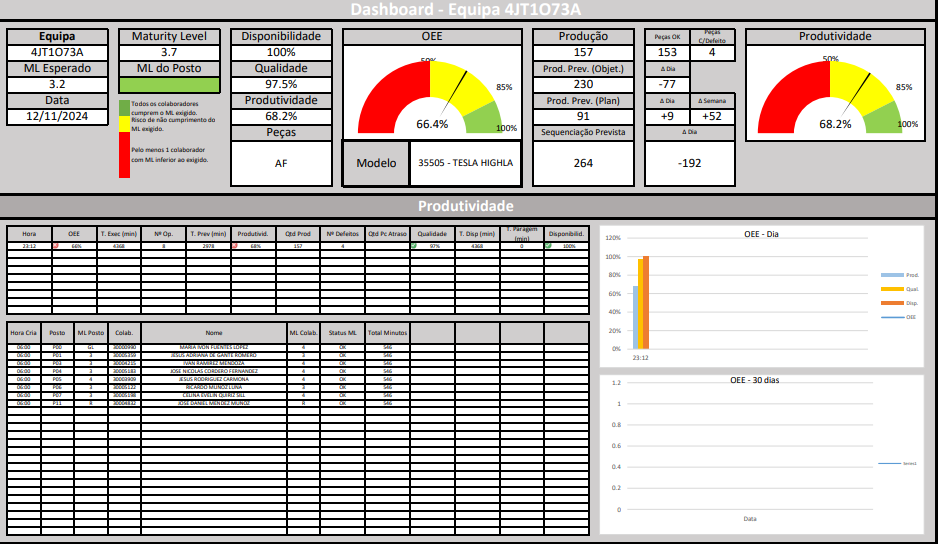 Dashboard - Equipa 4JT1O73A
Equipa Maturity Level Disponibilidade OEE Produção Peças OK Peças C/Defeito Produtividade
4JT1O73A 3.7 100% 157 153 4
ML Esperado ML do Posto Qualidade Prod. Prev. (Objet.) Δ Dia
3.2 97.5% 230 -77
Data Produtividade Prod. Prev. (Plan) Δ Dia Δ Semana
12/11/2024 68.2% 91 +9 +52
Todos os colaboradores
cumprem o ML exigido.
Risco de não cumprimento do
ML exigido.
Pelo menos 1 colaborador
com ML inferior ao exigido.
Peças
AF
50%
85%
100%
66.4%
Modelo 35505 - TESLA HIGHLA
Sequenciação Prevista Δ Dia
264 -192
50%
85%
100%
68.2%
Produtividade
Hora OEE T. Exec (min) Nº Op. T. Prev (min) Produtivid. Qtd Prod Nº Defeitos Qtd Pc Atraso Qualidade T. Disp (min) T. Paragem (min) Disponibilid.
23:12 66% 4368 8 2978 68% 157 4 97% 4368 0 100%
Hora Cria Posto ML Posto Colab. Nome ML Colab. Status ML Total Minutos
06:00 P00 GL 30000990 MARIA IVON FUENTES LOPEZ 4 OK 546
06:00 P01 3 30005359 JESUS ADRIANA DE GANTE ROMERO 3 OK 546
06:00 P03 3 30004215 IVAN RAMIREZ MENDOZA 4 OK 546
06:00 P04 3 30005183 JOSE NICOLAS CORDERO FERNANDEZ 4 OK 546
06:00 P05 4 30003909 JESUS RODRIGUEZ CARMONA 4 OK 546
06:00 P06 3 30005122 RICARDO MUNOZ LUNA 3 OK 546
06:00 P07 3 30005198 CELINA EVELIN QUIRIZ SILL 4 OK 546
06:00 P11 R 30004832 JOSE DANIEL MENDEZ MUNOZ R OK 546
OEE - Dia
120%
100%
80%
60%
40%
20%
0%
23:12
Prod.
Qual.
Disp.
OEE
OEE - 30 dias
1.2
1
0.8
0.6
0.4
0.2
0
Data
Series1